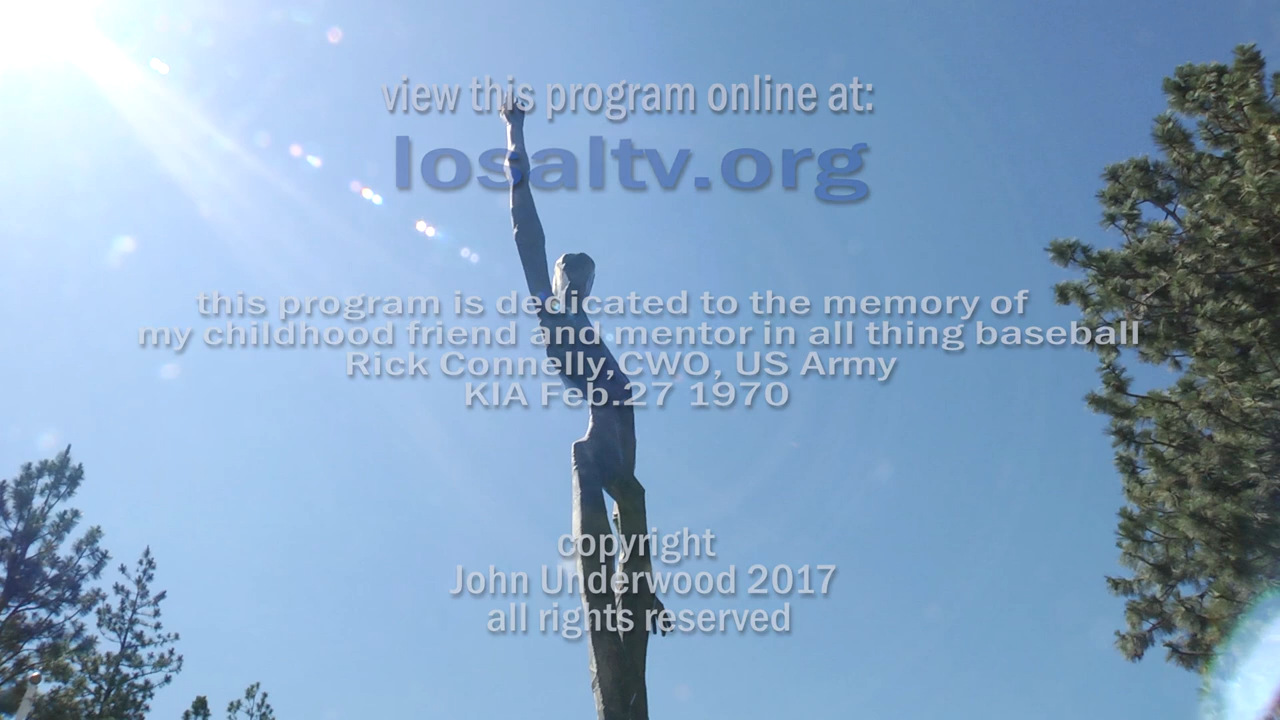 view this program online at:
losaltv.org
this program is dedicated to the memory of
my childhood friend and mentor in all thing baseball
Rick Connelly,CWO, US Army
KIA Feb.27 1970
copyright
John Underwood 2017
all rights reserved